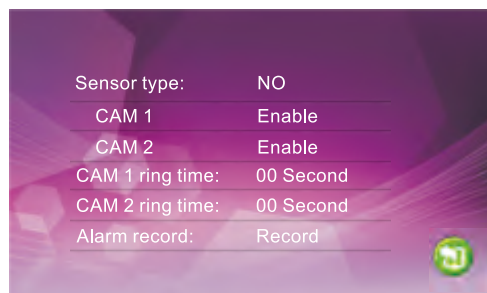 Sensor type: NO
CAM 1 Enable
CAM 2 Enable
CAM 1 ring time: 00 Second
CAM 2 ring time: 00 Second
Alarm record: Record